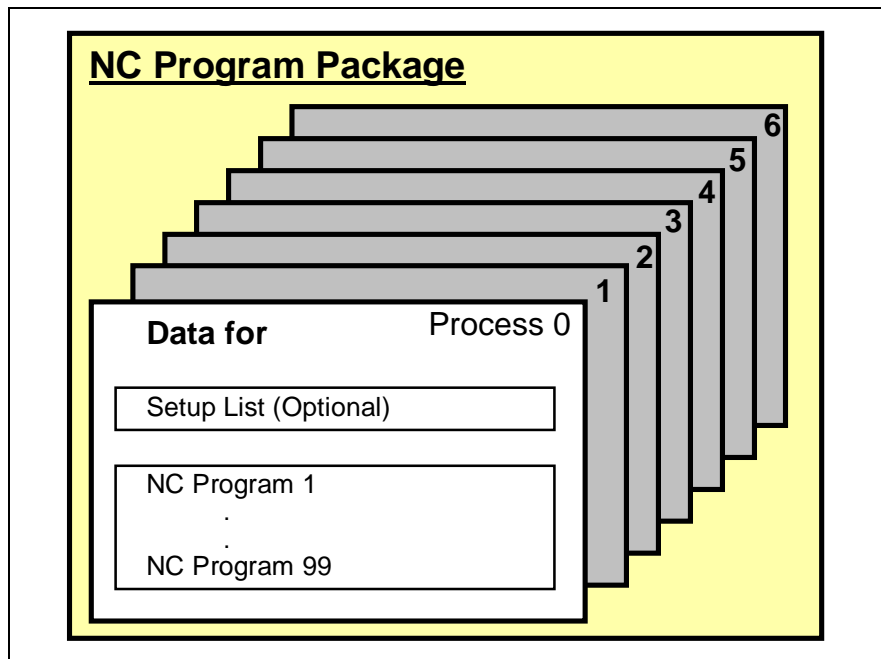 NC Program Package
6
5
4
3
2
1
Data for Process 0
Setup List (Optional)
NC Program 1
.
.
NC Program 99